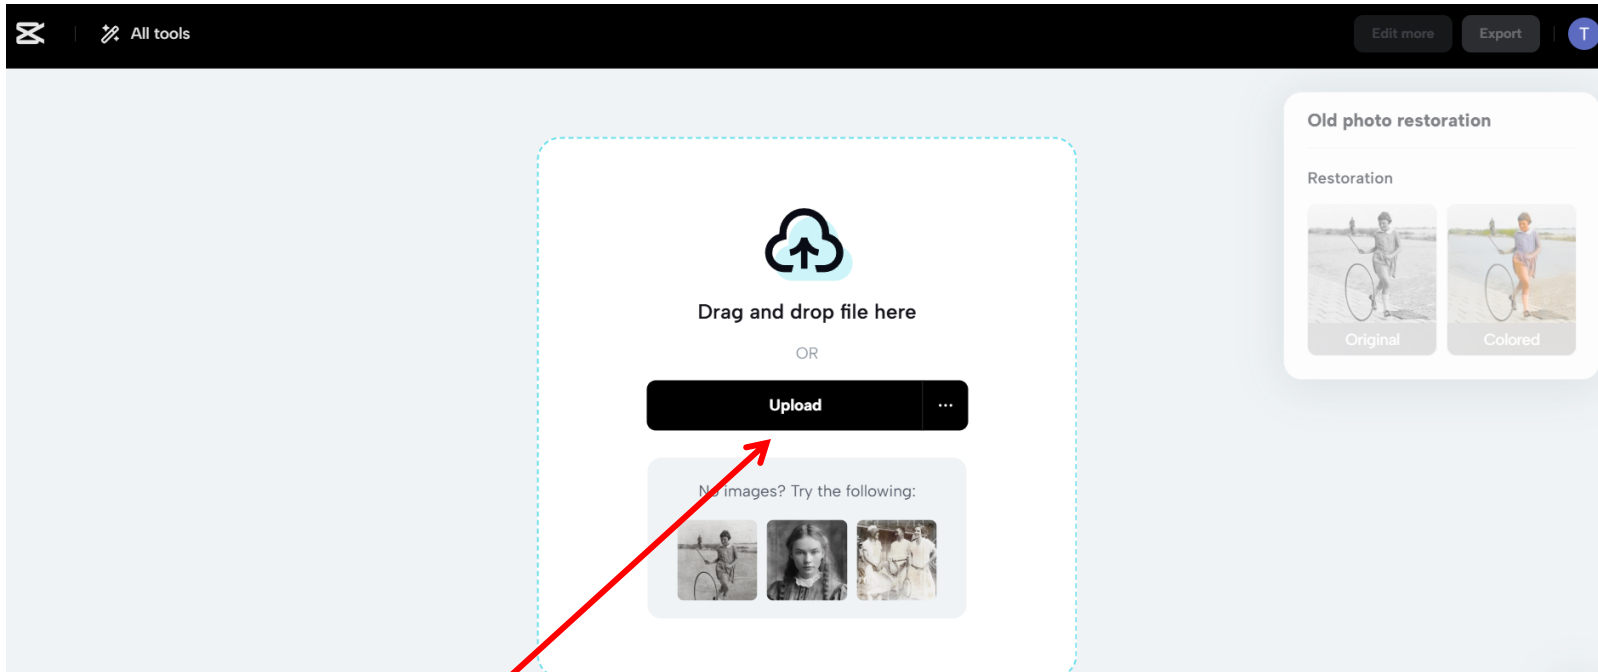 All tools
Edit more
Export
T
Old photo restoration
Restoration
Original
Colored
Drag and drop file here
OR
Upload
...
No images? Try the following: